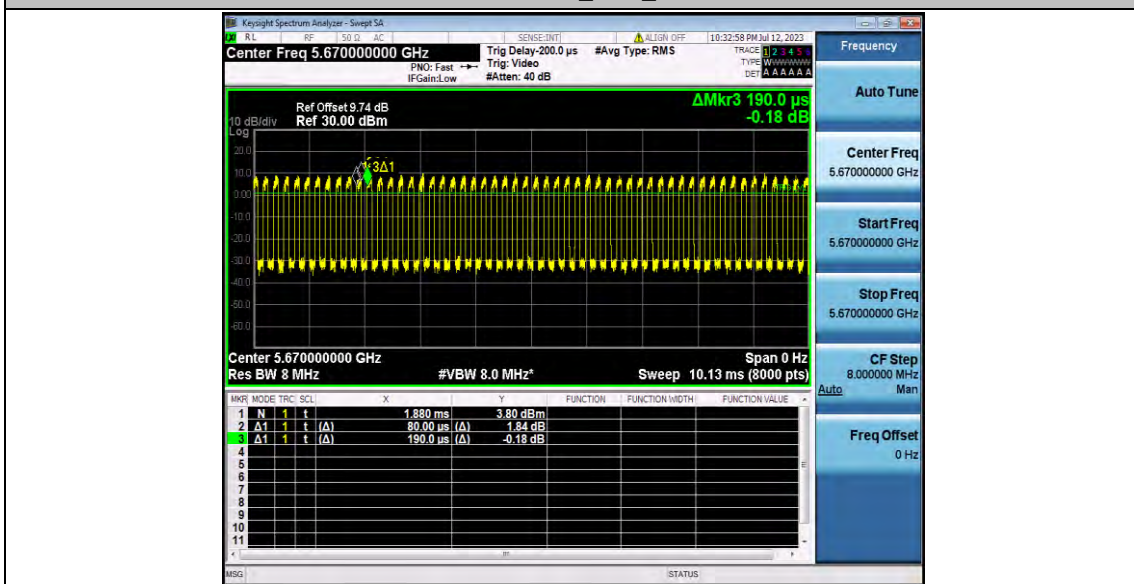 Keysight Spectrum Analyzer - Swept SA
RL RF 50 Ω AC SENSE:INT ALIGN OFF 10:32:58 PM Jul 12, 2023
Center Freq 5.670000000 GHz
PNO: Fast
IFGain:Low
Trig Delay-200.0 µs
Trig: Video
#Atten: 40 dB
#Avg Type: RMS
TRACE 1 2 3 4 5 6
TYPE
DET A A A A A A
Frequency
Auto Tune
Center Freq
5.670000000 GHz
Start Freq
5.670000000 GHz
Stop Freq
5.670000000 GHz
CF Step
8.000000 MHz
Auto Man
Freq Offset
0 Hz
ΔMkr3 190.0 µs
-0.18 dB
Ref Offset 9.74 dB
10 dB/div Ref 30.00 dBm
Log
20.0
10.0
0.00
-10.0
-20.0
-30.0
-40.0
-50.0
-60.0
3Δ1
Center 5.670000000 GHz Span 0 Hz
Res BW 8 MHz #VBW 8.0 MHz* Sweep 10.13 ms (8000 pts)
MKR MODE TRC SCL X Y FUNCTION FUNCTION WIDTH FUNCTION VALUE
1 N 1 t 1.880 ms 3.80 dBm
2 Δ1 1 t (Δ) 80.00 µs (Δ) 1.84 dB
3 Δ1 1 t (Δ) 190.0 µs (Δ) -0.18 dB
4
5
6
7
8
9
10
11
MSG STATUS